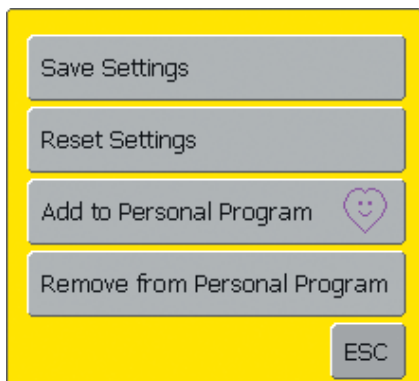 Save Settings
Reset Settings
Add to Personal Program
Remove from Personal Program
ESC